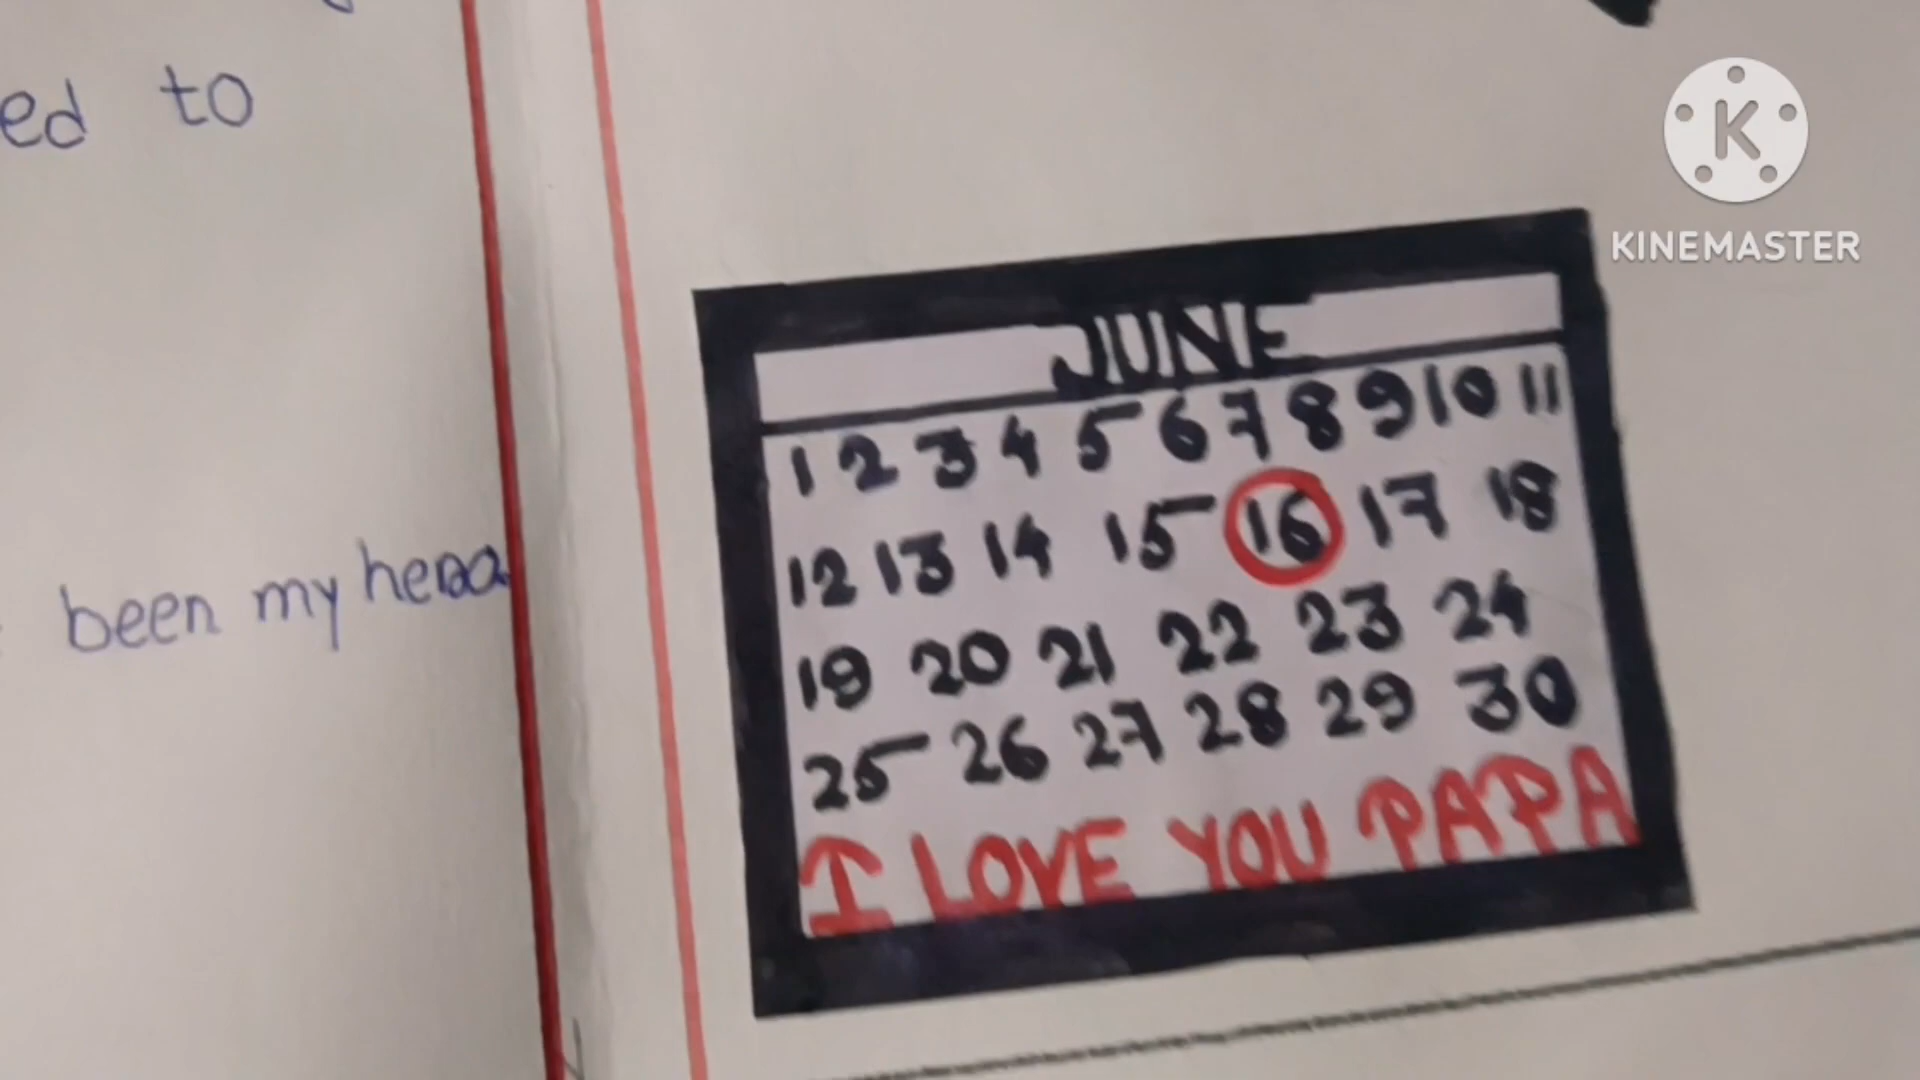 ed to
been my
K
KINEMASTER
JUNE
1 2 3 4 5 6 7 8 9 10 11
12 13 14 15 16 17 18
19 20 21 22 23 24
25 26 27 28 29 30
I LOVE YOU PAPA